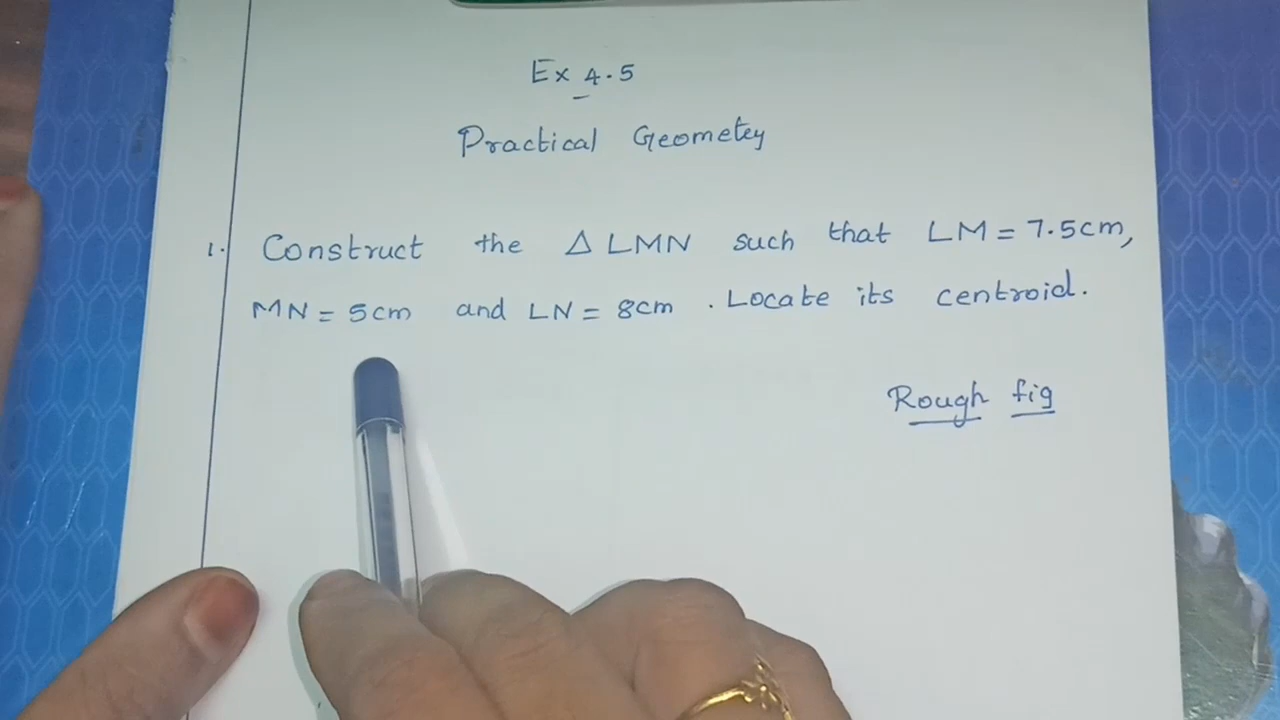 Ex 4.5
Practical Geometry
1. Construct the △ LMN such that LM = 7.5cm,
MN = 5cm and LN = 8cm . Locate its centroid.
Rough fig